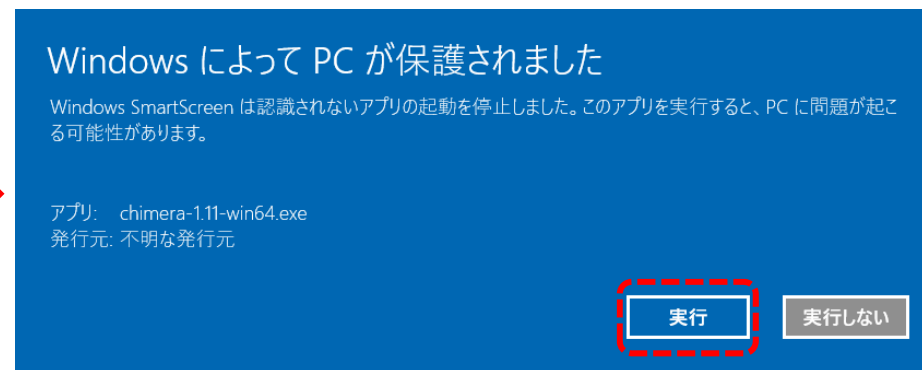 Windows によって PC が保護されました
Windows SmartScreen は認識されないアプリの起動を停止しました。このアプリを実行すると、PC に問題が起こ
る可能性があります。
アプリ: chimera-1.11-win64.exe
発行元: 不明な発行元
実行 実行しない